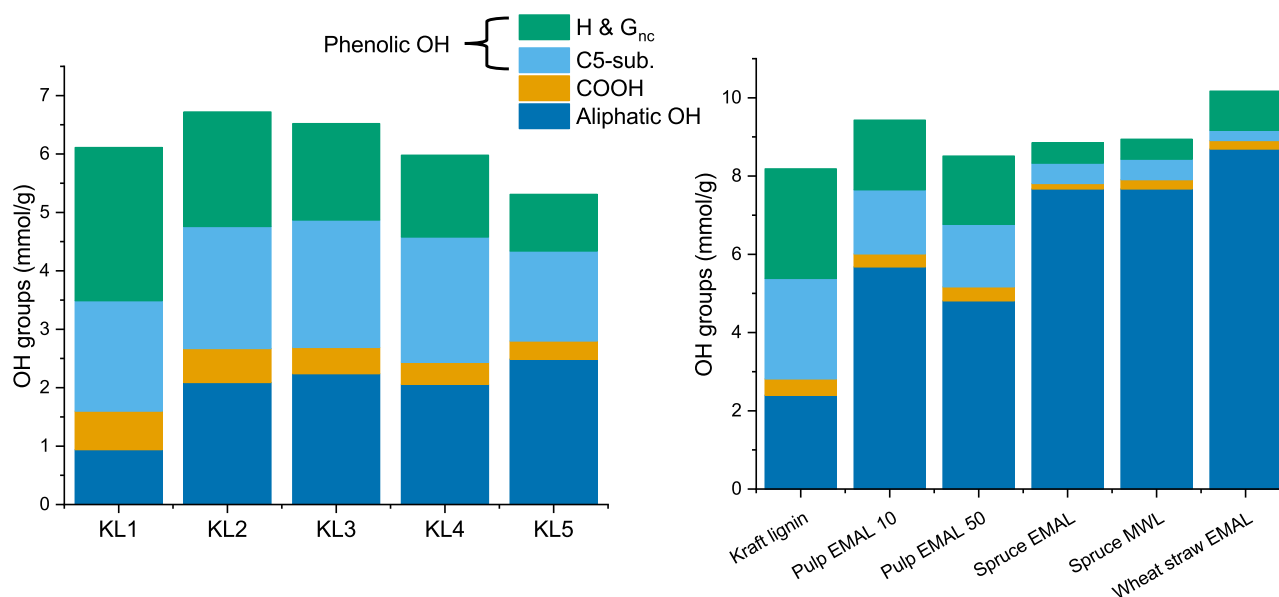 Phenolic OH
H & Gnc
C5-sub.
COOH
Aliphatic OH
OH groups (mmol/g)
7
6
5
4
3
2
1
0
KL1 KL2 KL3 KL4 KL5
OH groups (mmol/g)
10
8
6
4
2
0
Kraft lignin
Pulp EMAL 10
Pulp EMAL 50
Spruce EMAL
Spruce MWL
Wheat straw EMAL